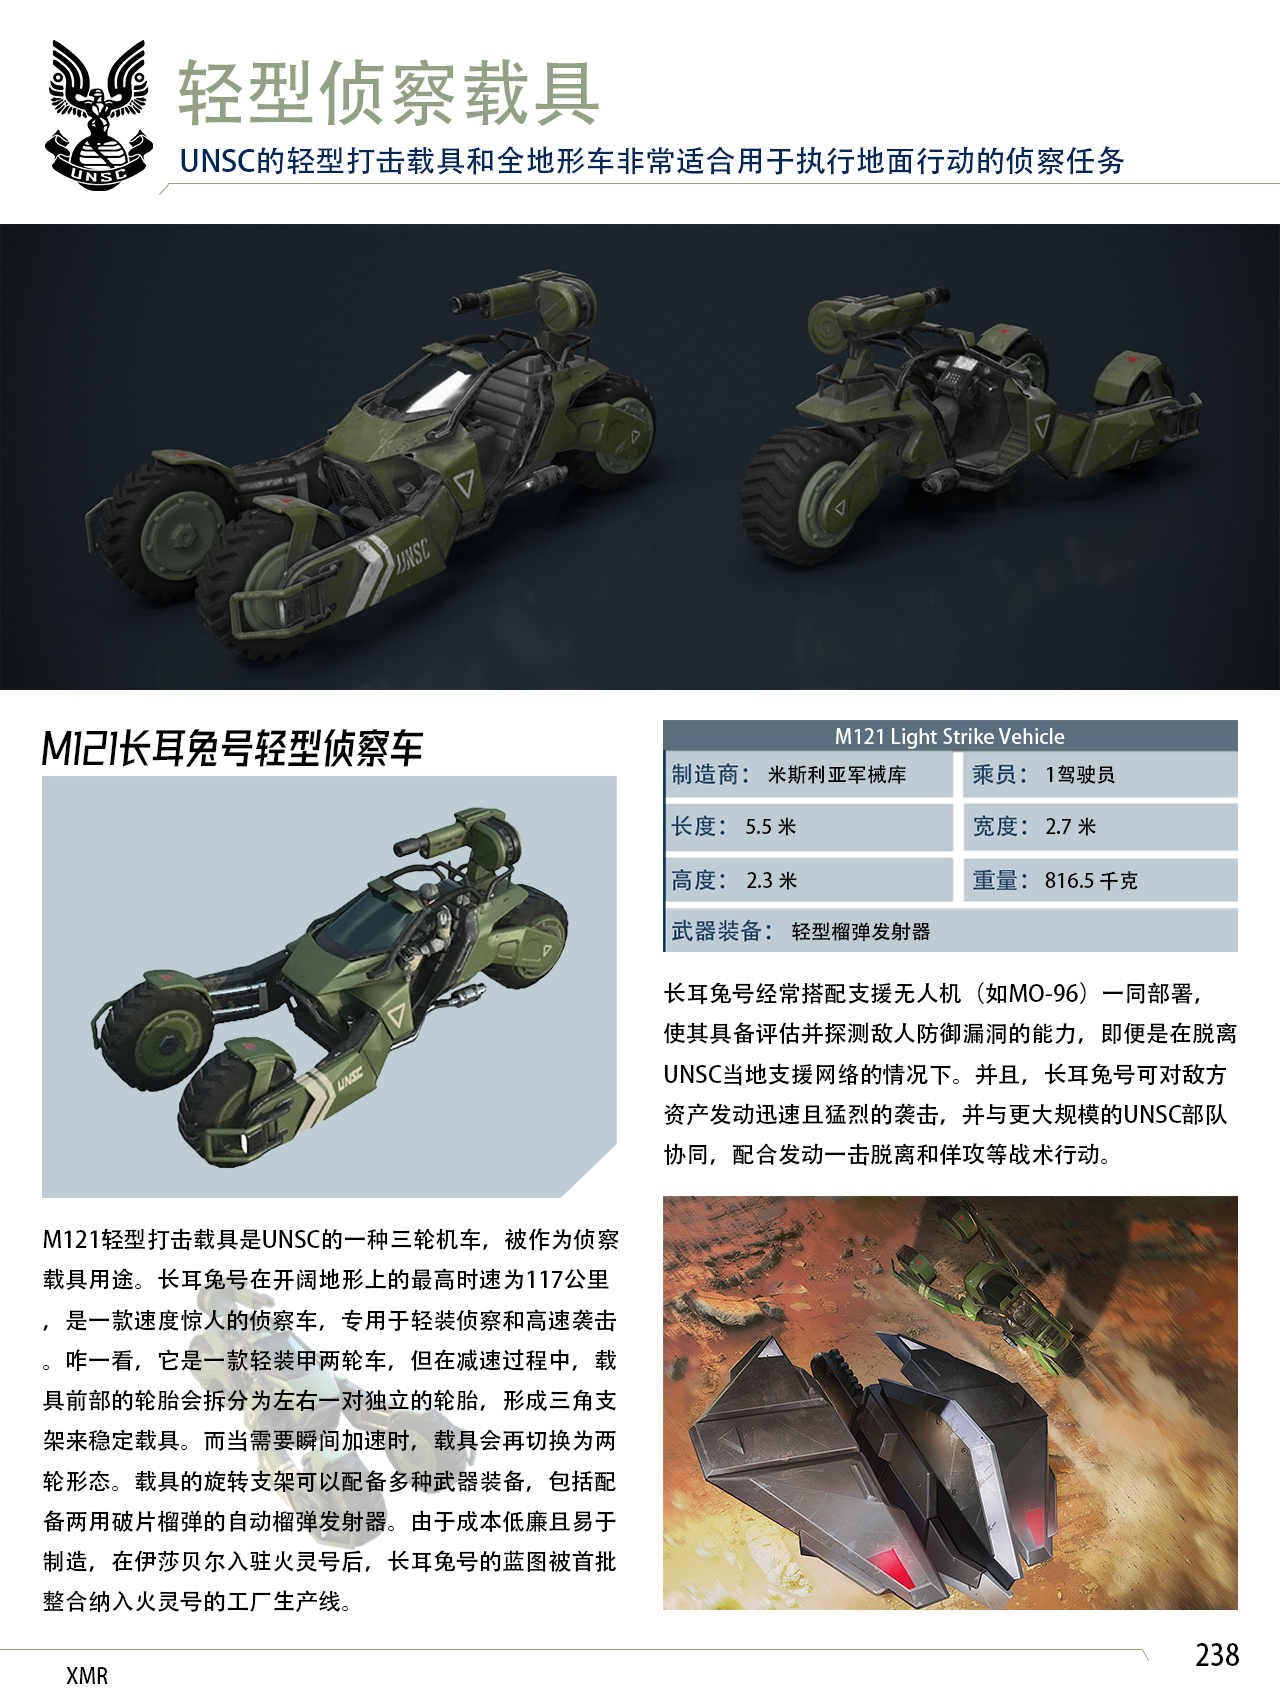 轻型侦察载具
UNSC的轻型打击载具和全地形车非常适合用于执行地面行动的侦察任务
UNSC
UNSC
M121长耳兔号轻型侦察车
UNSC
M121轻型打击载具是UNSC的一种三轮机车，被作为侦察
载具用途。长耳兔号在开阔地形上的最高时速为117公里
，是一款速度惊人的侦察车，专用于轻装侦察和高速袭击
。咋一看，它是一款轻装甲两轮车，但在减速过程中，载
具前部的轮胎会拆分为左右一对独立的轮胎，形成三角支
架来稳定载具。而当需要瞬间加速时，载具会再切换为两
轮形态。载具的旋转支架可以配备多种武器装备，包括配
备两用破片榴弹的自动榴弹发射器。由于成本低廉且易于
制造，在伊莎贝尔入驻火灵号后，长耳兔号的蓝图被首批
整合纳入火灵号的工厂生产线。
M121 Light Strike Vehicle
制造商： 米斯利亚军械库 乘员： 1驾驶员
长度： 5.5 米 宽度： 2.7 米
高度： 2.3 米 重量： 816.5 千克
武器装备： 轻型榴弹发射器
长耳兔号经常搭配支援无人机（如MO-96）一同部署，
使其具备评估并探测敌人防御漏洞的能力，即便是在脱离
UNSC当地支援网络的情况下。并且，长耳兔号可对敌方
资产发动迅速且猛烈的袭击，并与更大规模的UNSC部队
协同，配合发动一击脱离和佯攻等战术行动。
238
XMR